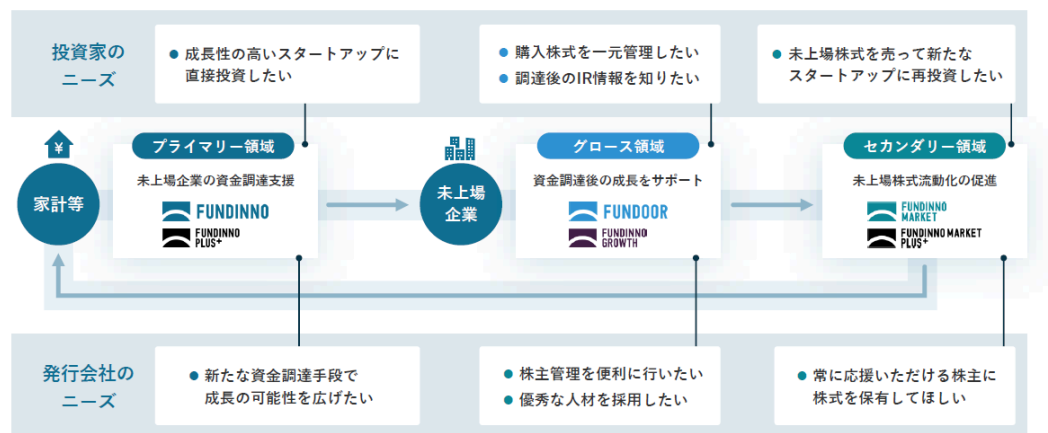 投資家の
ニーズ
● 成長性の高いスタートアップに
直接投資したい
● 購入株式を一元管理したい
● 調達後のIR情報を知りたい
● 未上場株式を売って新たな
スタートアップに再投資したい
¥
家計等
プライマリー領域
未上場企業の資金調達支援
FUNDINNO
FUNDINNO
PLUS+
未上場
企業
グロース領域
資金調達後の成長をサポート
FUNDOOR
FUNDINNO
GROWTH
セカンダリー領域
未上場株式流動化の促進
FUNDINNO
MARKET
FUNDINNO MARKET
PLUS+
発行会社の
ニーズ
● 新たな資金調達手段で
成長の可能性を広げたい
● 株主管理を便利に行いたい
● 優秀な人材を採用したい
● 常に応援いただける株主に
株式を保有してほしい